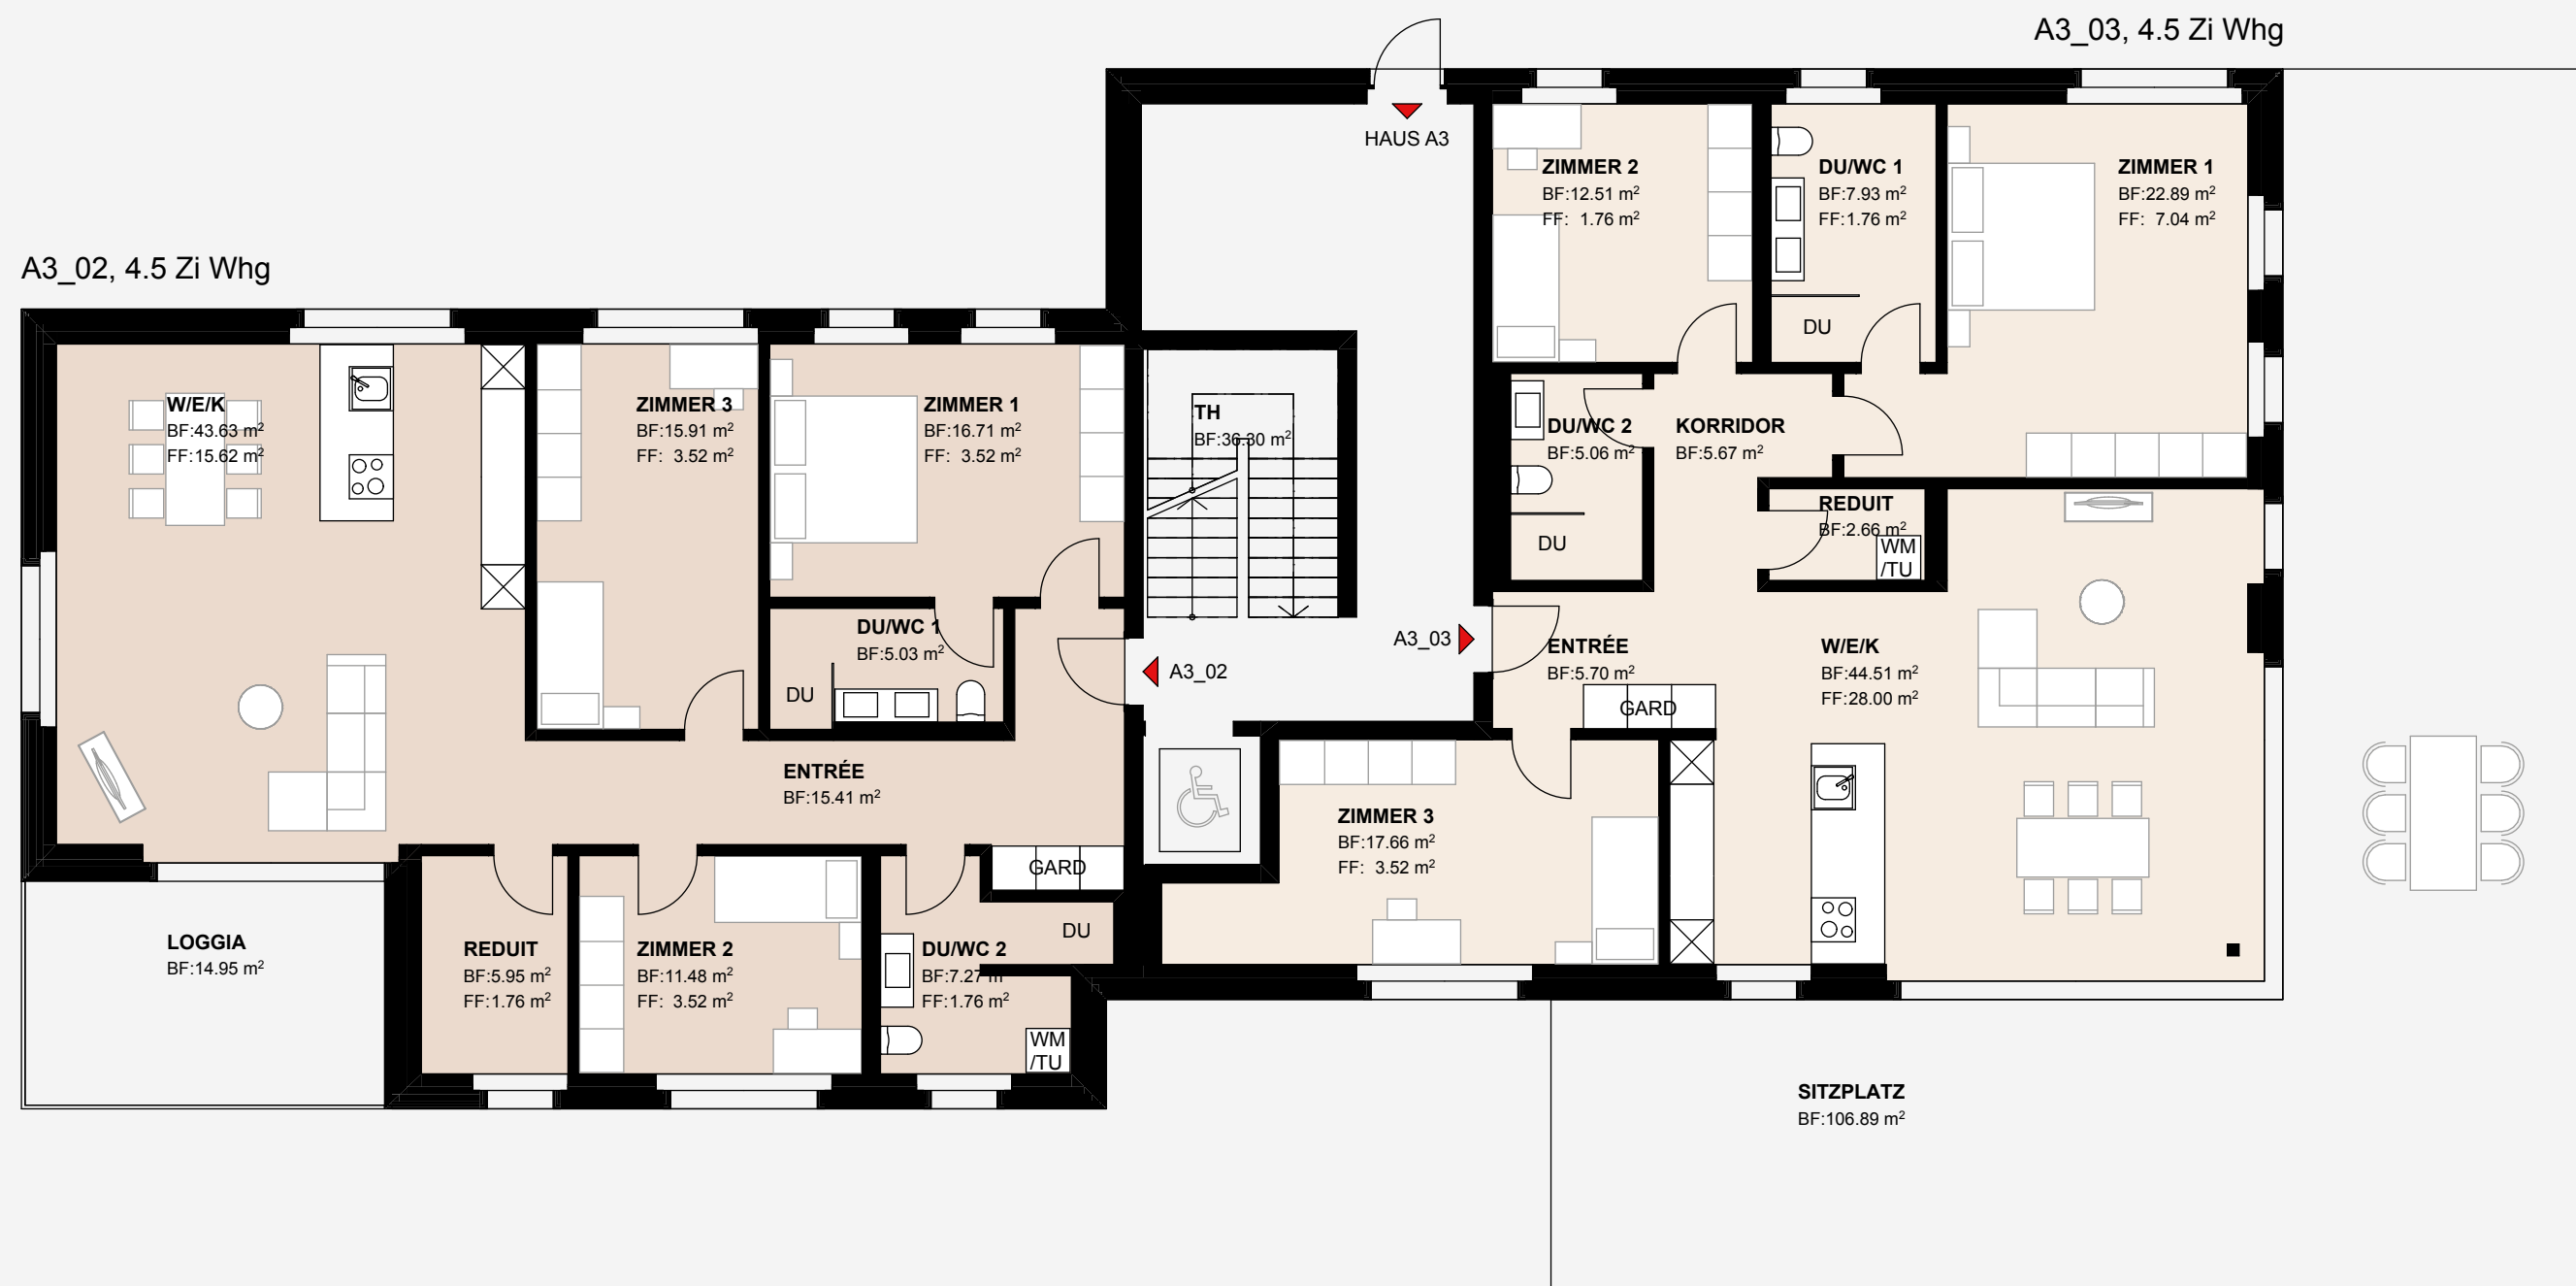 A3_03, 4.5 Zi Whg
HAUS A3
ZIMMER 2
BF:12.51 m²
FF: 1.76 m²
DU/WC 1
BF:7.93 m²
FF:1.76 m²
DU
ZIMMER 1
BF:22.89 m²
FF: 7.04 m²
A3_02, 4.5 Zi Whg
W/E/K
BF:43.63 m²
FF:15.62 m²
ZIMMER 3
BF:15.91 m²
FF: 3.52 m²
ZIMMER 1
BF:16.71 m²
FF: 3.52 m²
TH
BF:36.30 m²
DU/WC 2
BF:5.06 m²
DU
KORRIDOR
BF:5.67 m²
REDUIT
BF:2.66 m²
WM
/TU
DU/WC 1
BF:5.03 m²
DU
A3_02
A3_03
ENTRÉE
BF:5.70 m²
GARD
W/E/K
BF:44.51 m²
FF:28.00 m²
ENTRÉE
BF:15.41 m²
GARD
ZIMMER 3
BF:17.66 m²
FF: 3.52 m²
LOGGIA
BF:14.95 m²
REDUIT
BF:5.95 m²
FF:1.76 m²
ZIMMER 2
BF:11.48 m²
FF: 3.52 m²
DU/WC 2
BF:7.27 m
FF:1.76 m²
DU
WM
/TU
SITZPLATZ
BF:106.89 m²